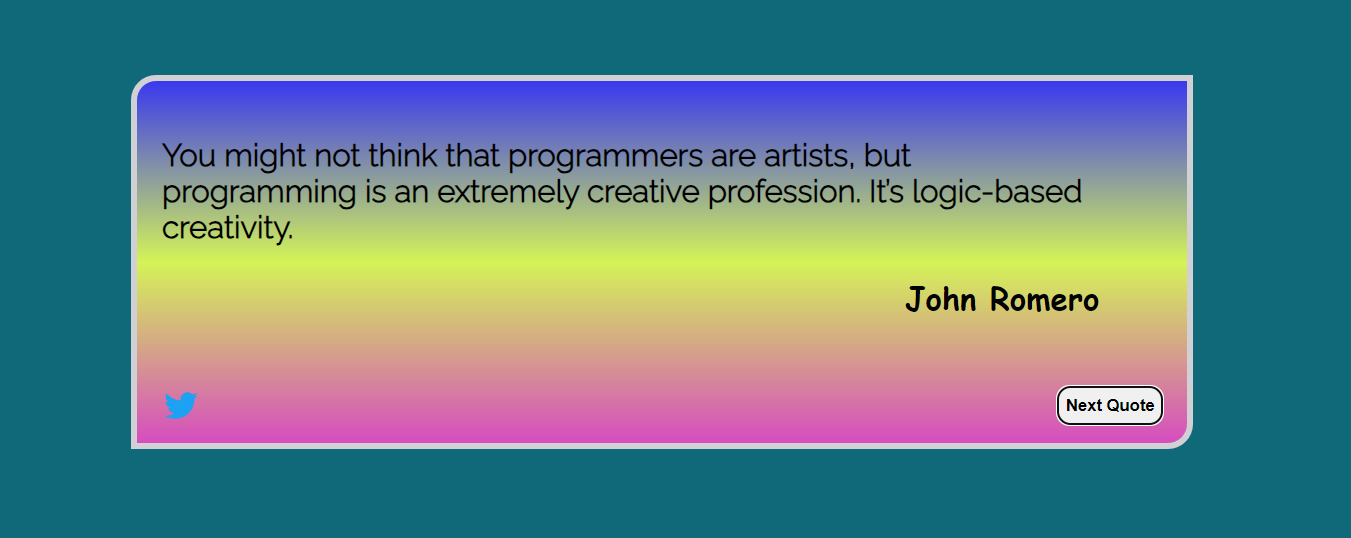 You might not think that programmers are artists, but
programming is an extremely creative profession. It’s logic-based
creativity.
John Romero
Next Quote